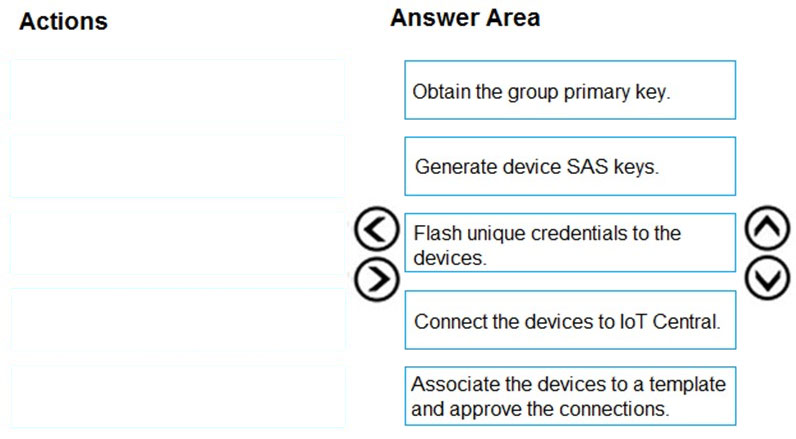 Actions
Answer Area
Obtain the group primary key.
Generate device SAS keys.
Flash unique credentials to the
devices.
Connect the devices to IoT Central.
Associate the devices to a template
and approve the connections.